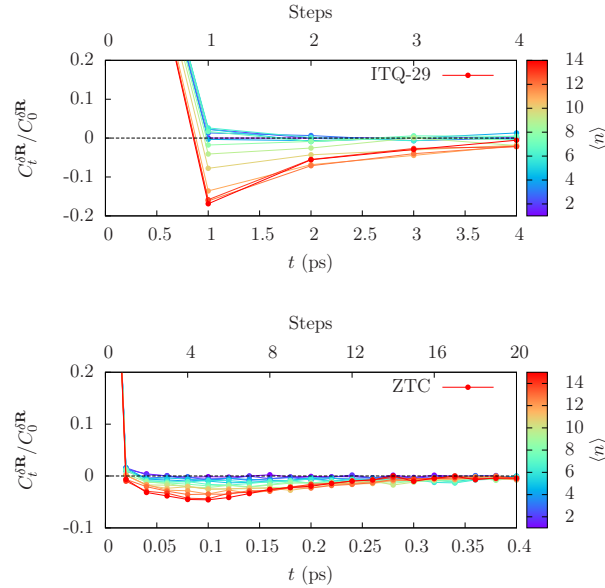 Steps
0 1 2 3 4
0.2
0.1
0
-0.1
-0.2
C_t^{δR}/C_0^{δR}
ITQ-29
0 0.5 1 1.5 2 2.5 3 3.5 4
t (ps)
14
12
10
8
6
4
2
⟨n⟩
Steps
0 4 8 12 16 20
0.2
0.1
0
-0.1
C_t^{δR}/C_0^{δR}
ZTC
0 0.05 0.1 0.15 0.2 0.25 0.3 0.35 0.4
t (ps)
14
12
10
8
6
4
2
⟨n⟩